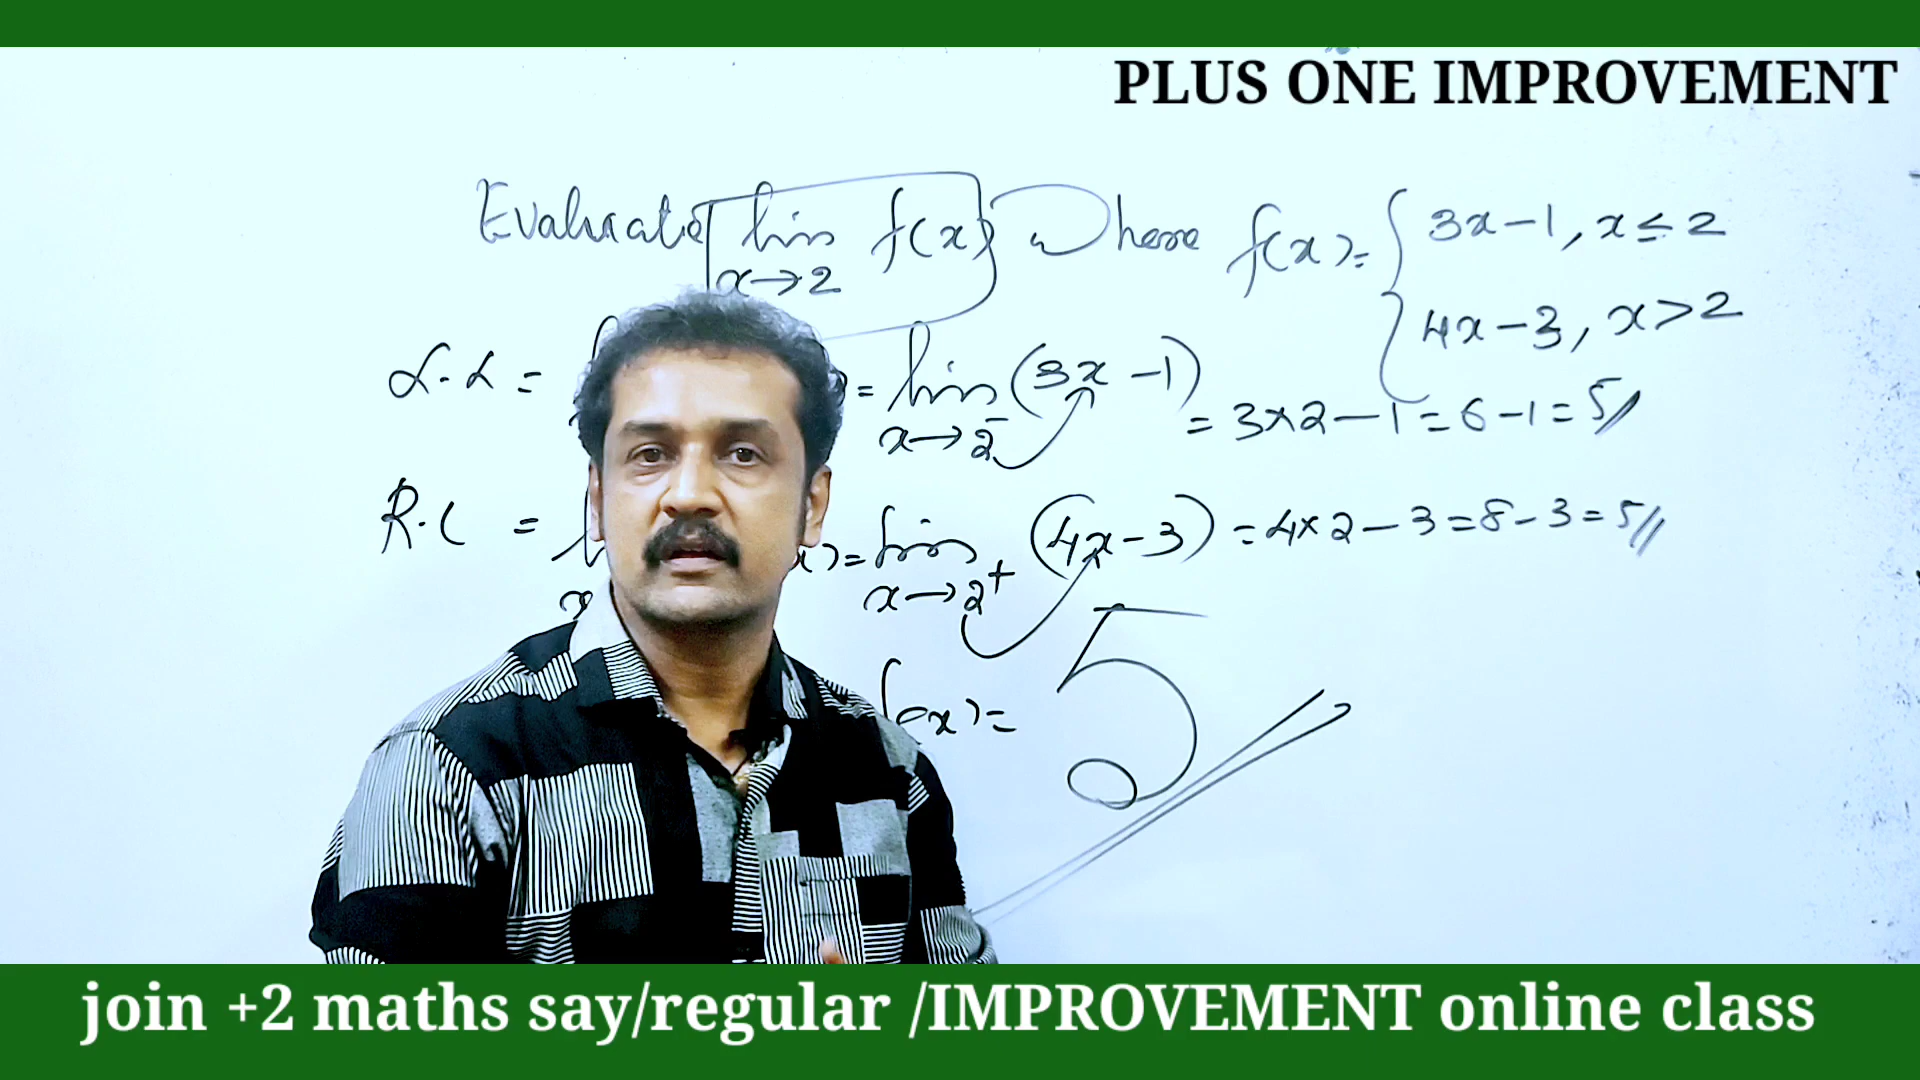 PLUS ONE IMPROVEMENT
Evaluate lim f(x) where f(x) = { 3x-1, x ≤ 2
x→2
4x-3, x>2
L.L = = lim (3x -1)
x→2⁻ = 3×2-1 = 6-1 = 5//
R.L = x) = lim (4x-3) = 4×2-3 = 8-3 = 5//
x x→2⁺
f(x) = 5
join +2 maths say/regular /IMPROVEMENT online class